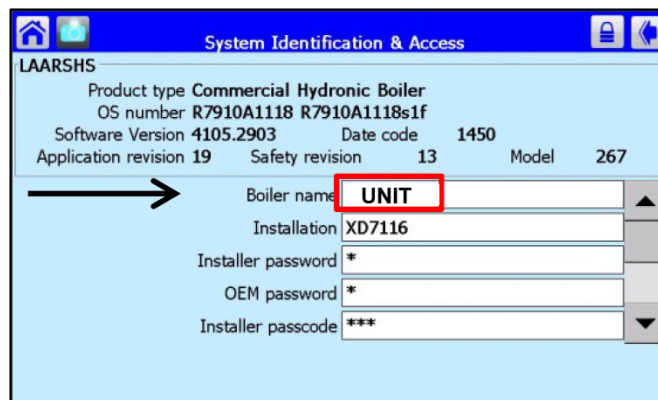 System Identification & Access
LAARSHS
Product type Commercial Hydronic Boiler
OS number R7910A1118 R7910A1118s1f
Software Version 4105.2903 Date code 1450
Application revision 19 Safety revision 13 Model 267
Boiler name UNIT
Installation XD7116
Installer password *
OEM password *
Installer passcode ***